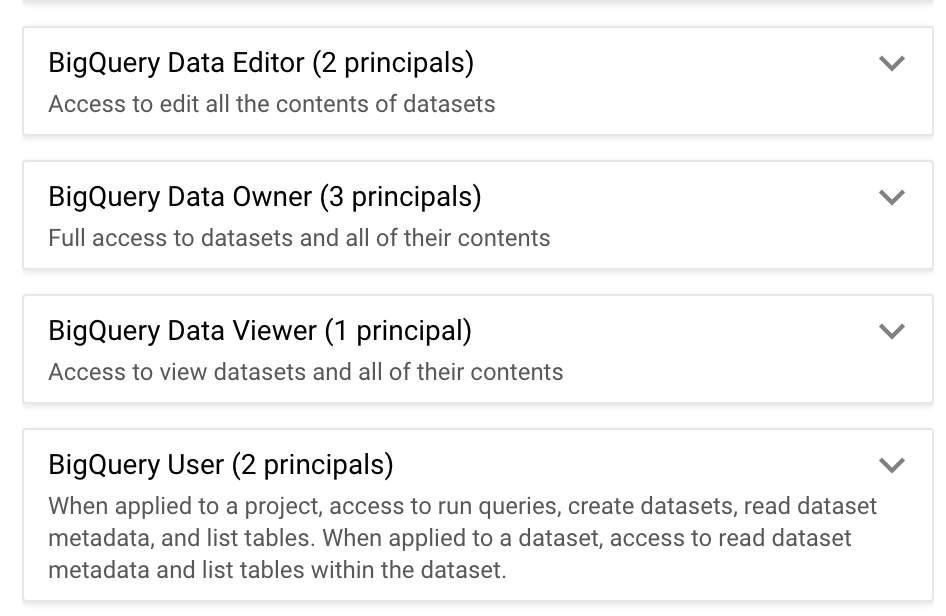 BigQuery Data Editor (2 principals)
Access to edit all the contents of datasets
BigQuery Data Owner (3 principals)
Full access to datasets and all of their contents
BigQuery Data Viewer (1 principal)
Access to view datasets and all of their contents
BigQuery User (2 principals)
When applied to a project, access to run queries, create datasets, read dataset
metadata, and list tables. When applied to a dataset, access to read dataset
metadata and list tables within the dataset.